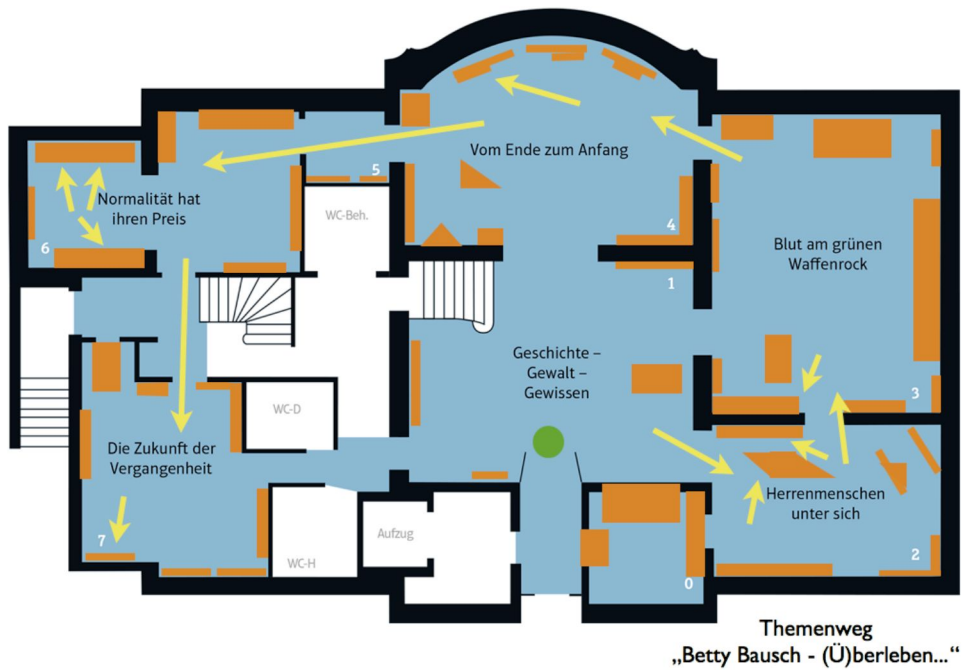 Vom Ende zum Anfang
5
Normalität hat
ihren Preis
WC-Beh.
4
6
Blut am grünen
Waffenrock
1
Geschichte –
Gewalt –
Gewissen
3
WC-D
Die Zukunft der
Vergangenheit
Herrenmenschen
unter sich
7
WC-H
Aufzug
2
0
Themenweg
„Betty Bausch - (Ü)berleben...“